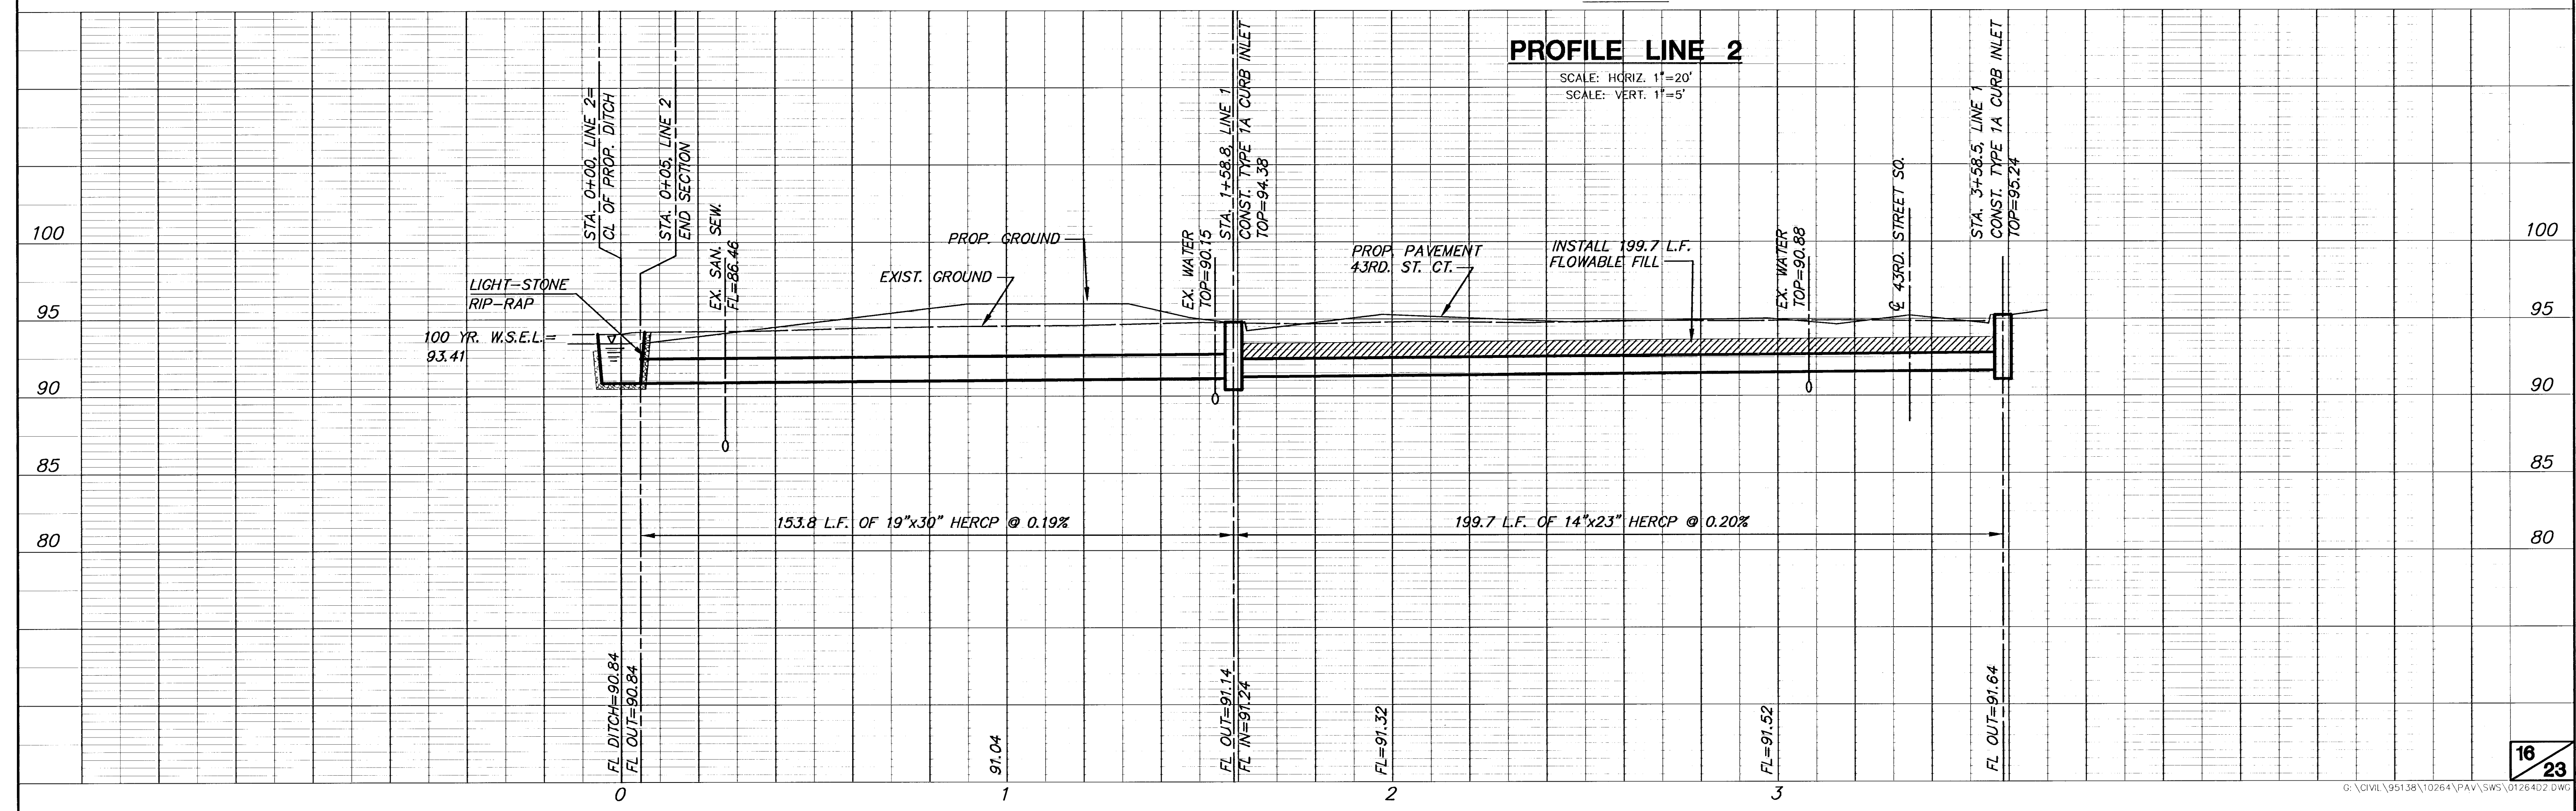 PROFILE LINE 2
SCALE: HORIZ. 1"=20'
SCALE: VERT. 1"=5'
STA. 0+00, LINE 2=
CL OF PROP. DITCH
STA. 0+05, LINE 2
END SECTION
EX. SAN. SEW.
FL=86.46
EX. WATER
TOP=90.15
STA. 1+58.8, LINE 1
CONST. TYPE 1A CURB INLET
TOP=94.38
EX. WATER
TOP=90.88
℄ 43RD. STREET SO.
STA. 3+58.5, LINE 1
CONST. TYPE 1A CURB INLET
TOP=95.24
100
100
PROP. GROUND
EXIST. GROUND
PROP. PAVEMENT
43RD. ST. CT.
INSTALL 199.7 L.F.
FLOWABLE FILL
LIGHT-STONE
RIP-RAP
95
95
100 YR. W.S.E.L.=
93.41
90
90
85
85
80
80
153.8 L.F. OF 19"x30" HERCP @ 0.19%
199.7 L.F. OF 14"x23" HERCP @ 0.20%
FL DITCH=90.84
FL OUT=90.84
91.04
FL OUT=91.14
FL IN=91.24
FL=91.32
FL=91.52
FL OUT=91.64
0
1
2
3
16
23
G:\CIVIL\95138\10264\PAV\SWS\01264D2.DWG